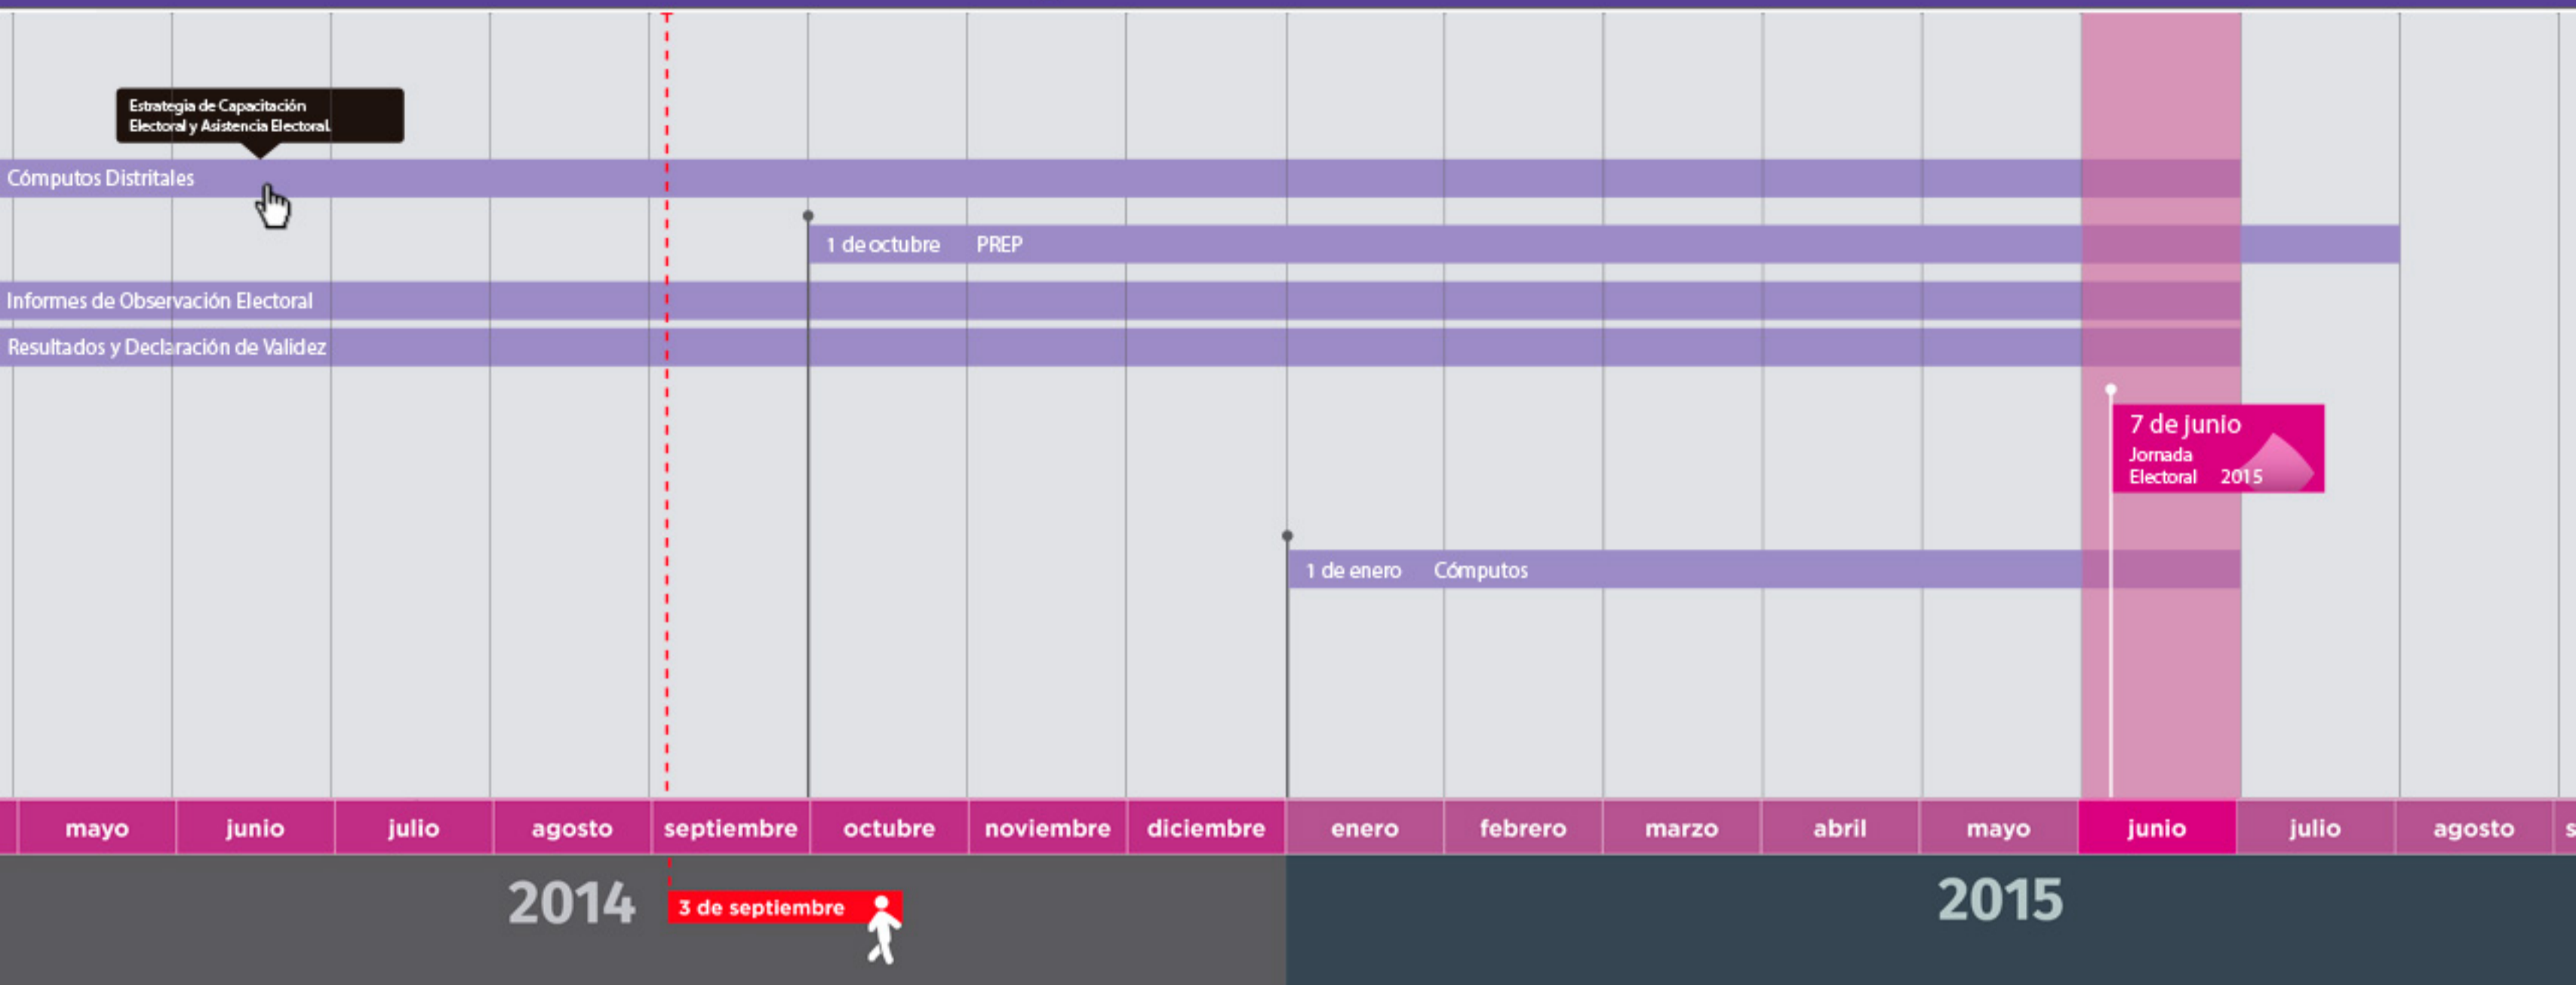 Estrategia de Capacitación
Electoral y Asistencia Electoral.
Cómputos Distritales
1 de octubre PREP
Informes de Observación Electoral
Resultados y Declaración de Validez
7 de junio
Jornada
Electoral 2015
1 de enero Cómputos
mayo junio julio agosto septiembre octubre noviembre diciembre enero febrero marzo abril mayo junio julio agosto
2014 2015
3 de septiembre